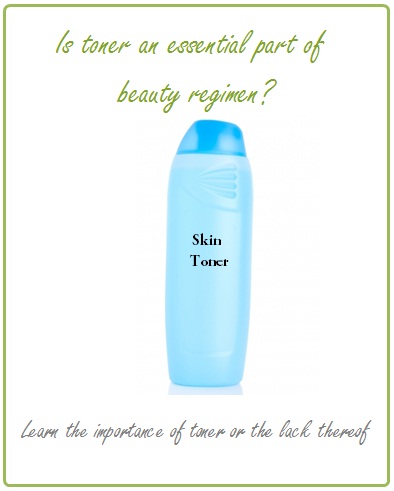 Is toner an essential part of
beauty regimen?
Skin
Toner
Learn the importance of toner or the lack thereof